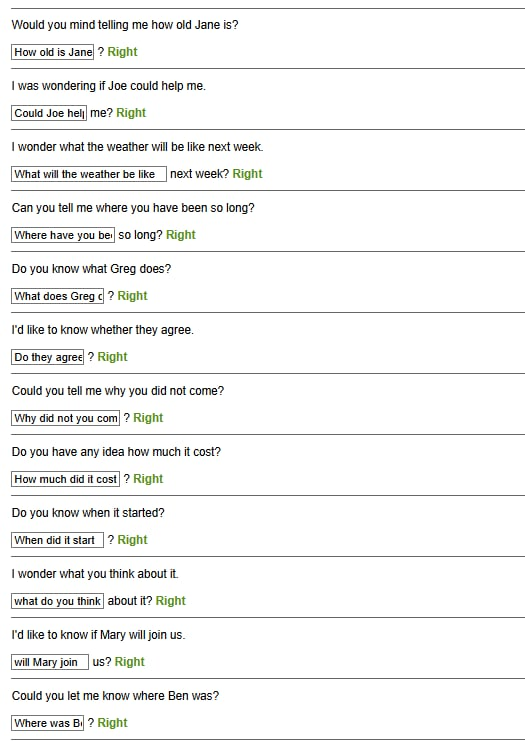 Would you mind telling me how old Jane is?
How old is Jane ? Right
I was wondering if Joe could help me.
Could Joe me? Right
I wonder what the weather will be like next week.
What will the weather be like next week? Right
Can you tell me where you have been so long?
Where have you so long? Right
Do you know what Greg does?
What does Greg ? Right
I'd like to know whether they agree.
Do they agree ? Right
Could you tell me why you did not come?
Why did not you com ? Right
Do you have any idea how much it cost?
How much did it cost ? Right
Do you know when it started?
When did it start ? Right
I wonder what you think about it.
what do you think about it? Right
I'd like to know if Mary will join us.
will Mary join us? Right
Could you let me know where Ben was?
Where was ? Right